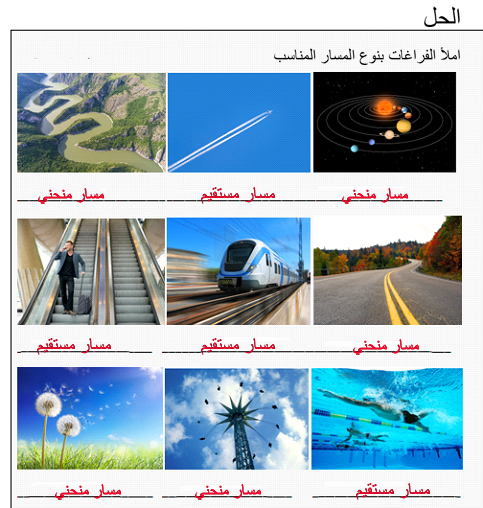 الحل
املأ الفراغات بنوع المسار المناسب
مسار منحني مسار مستقيم مسار منحني
مسار منحني مسار مستقيم مسار مستقيم
مسار مستقيم مسار منحني مسار منحني